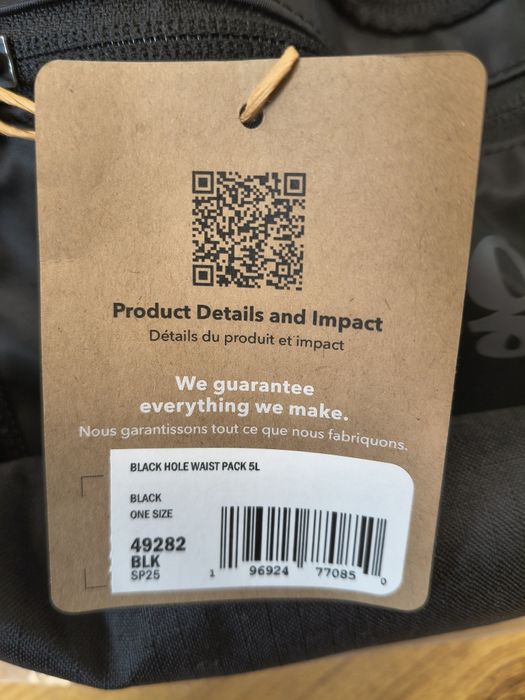 Product Details and Impact
Détails du produit et impact
We guarantee
everything we make.
Nous garantissons tout ce que nous fabriquons.
BLACK HOLE WAIST PACK 5L
BLACK
ONE SIZE
49282
BLK
SP25
1 96924 77085 0